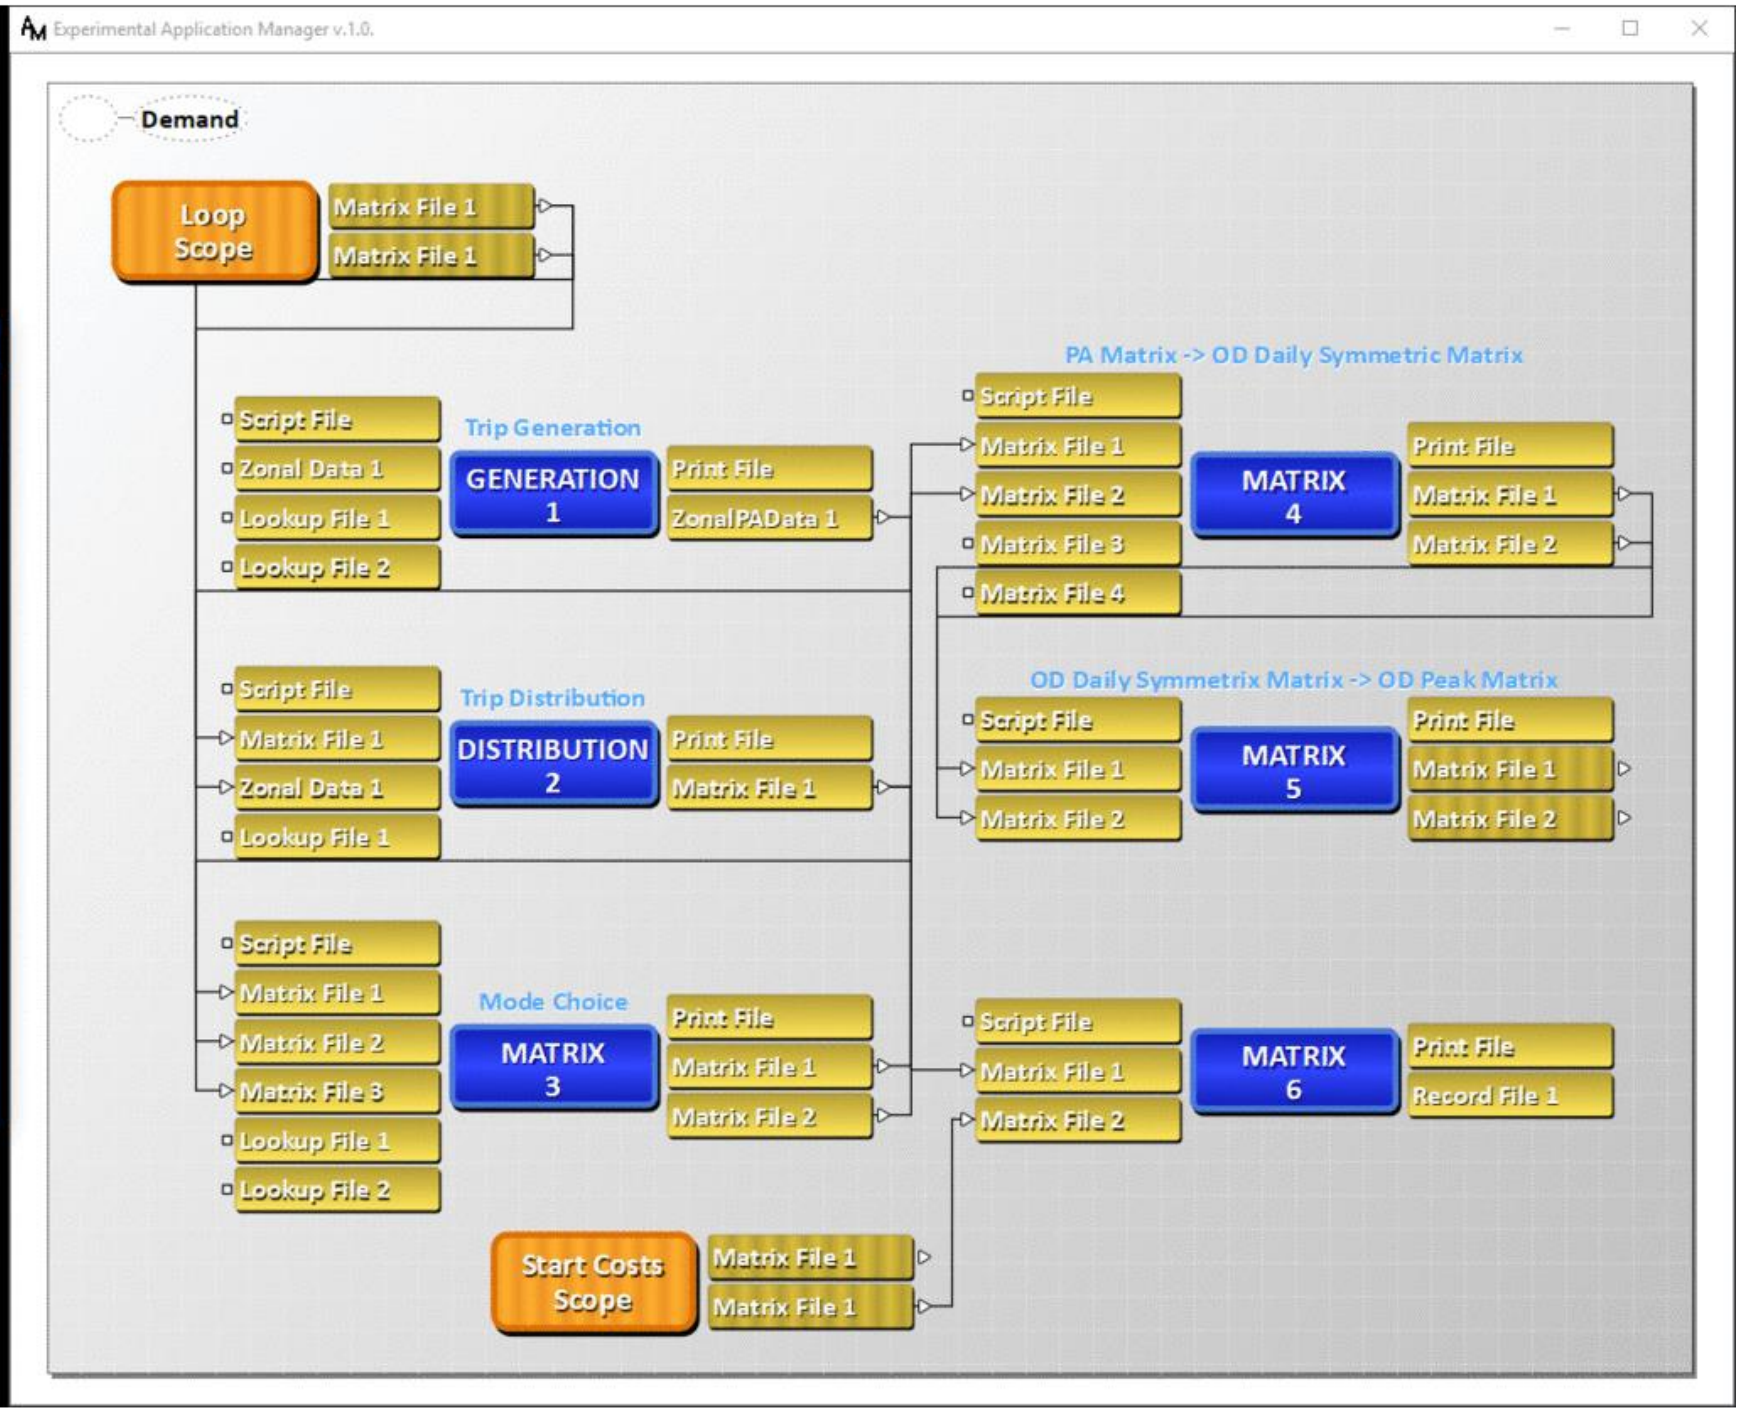 AM Experimental Application Manager v.1.0.
Demand
Loop
Scope
Matrix File 1
Matrix File 1
Script File
Zonal Data 1
Lookup File 1
Lookup File 2
Trip Generation
GENERATION
1
Print File
ZonalPAData 1
Script File
Matrix File 1
Zonal Data 1
Lookup File 1
Trip Distribution
DISTRIBUTION
2
Print File
Matrix File 1
Script File
Matrix File 1
Matrix File 2
Matrix File 3
Lookup File 1
Lookup File 2
Mode Choice
MATRIX
3
Print File
Matrix File 1
Matrix File 2
Start Costs
Scope
Matrix File 1
Matrix File 1
PA Matrix -> OD Daily Symmetric Matrix
Script File
Matrix File 1
Matrix File 2
Matrix File 3
Matrix File 4
MATRIX
4
Print File
Matrix File 1
Matrix File 2
OD Daily Symmetrix Matrix -> OD Peak Matrix
Script File
Matrix File 1
Matrix File 2
MATRIX
5
Print File
Matrix File 1
Matrix File 2
Script File
Matrix File 1
Matrix File 2
MATRIX
6
Print File
Record File 1